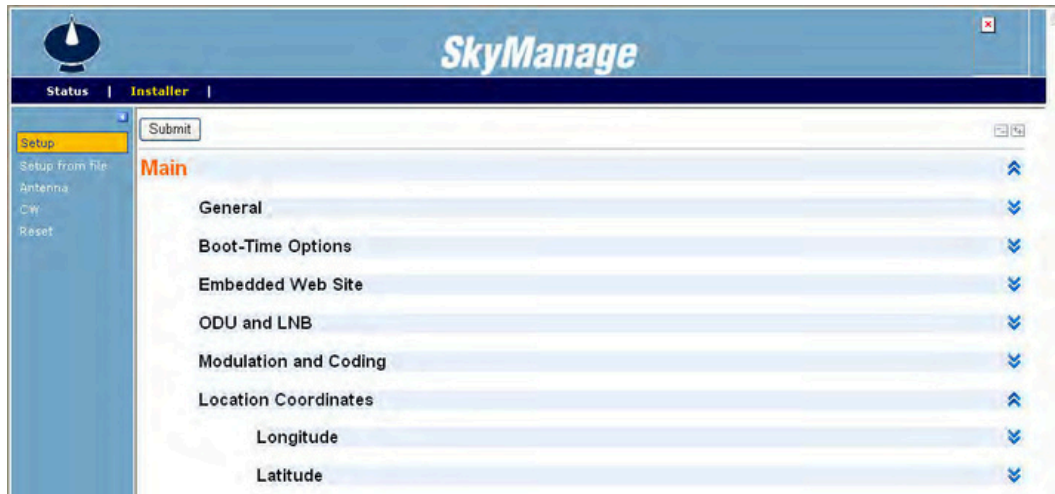 SkyManage
Status | Installer |
Setup
Setup from file
Antenna
CW
Reset
Submit
Main
General
Boot-Time Options
Embedded Web Site
ODU and LNB
Modulation and Coding
Location Coordinates
Longitude
Latitude